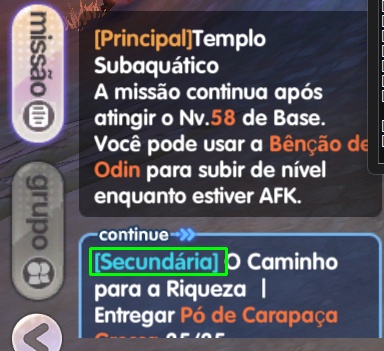 missão
grupo
[Principal]Templo
Subaquático
A missão continua após
atingir o Nv.58 de Base.
Você pode usar a Bênção de
Odin para subir de nível
enquanto estiver AFK.
continue
[Secundária] O Caminho
para a Riqueza |
Entregar Pó de Carapaça